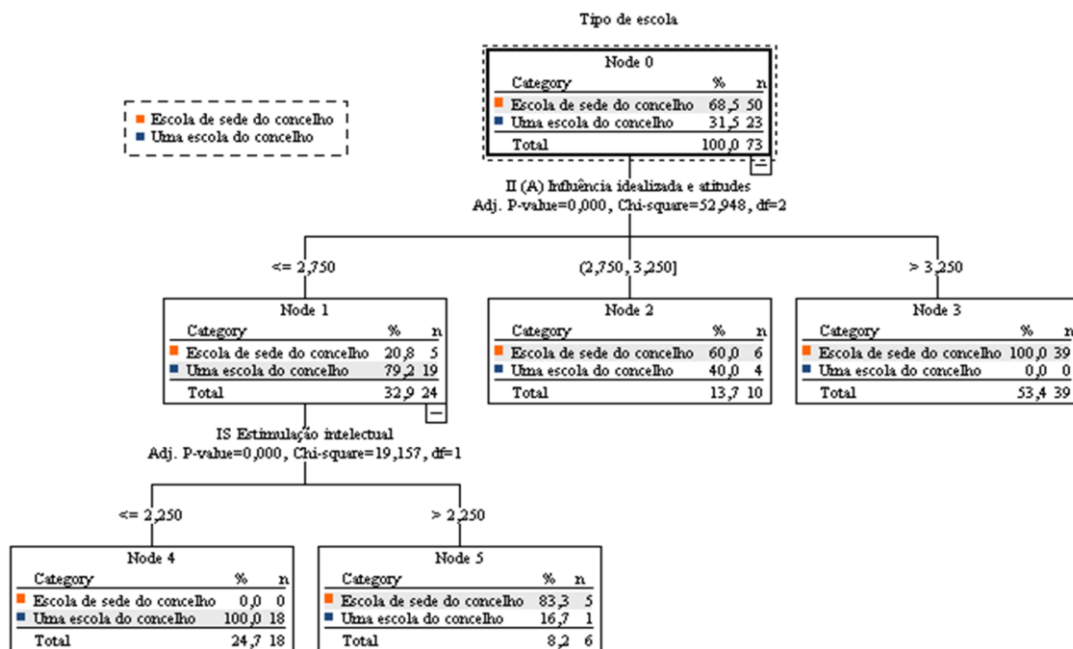 Tipo de escola
Escola de sede do concelho
Uma escola do concelho
Node 0
Category % n
Escola de sede do concelho 68,5 50
Uma escola do concelho 31,5 23
Total 100,0 73
II (A) Influência idealizada e atitudes
Adj. P-value=0,000, Chi-square=52,948, df=2
<= 2,750
(2,750, 3,250]
> 3,250
Node 1
Category % n
Escola de sede do concelho 20,8 5
Uma escola do concelho 79,2 19
Total 32,9 24
Node 2
Category % n
Escola de sede do concelho 60,0 6
Uma escola do concelho 40,0 4
Total 13,7 10
Node 3
Category % n
Escola de sede do concelho 100,0 39
Uma escola do concelho 0,0 0
Total 53,4 39
IS Estimulação intelectual
Adj. P-value=0,000, Chi-square=19,157, df=1
<= 2,250
> 2,250
Node 4
Category % n
Escola de sede do concelho 0,0 0
Uma escola do concelho 100,0 18
Total 24,7 18
Node 5
Category % n
Escola de sede do concelho 83,3 5
Uma escola do concelho 16,7 1
Total 8,2 6